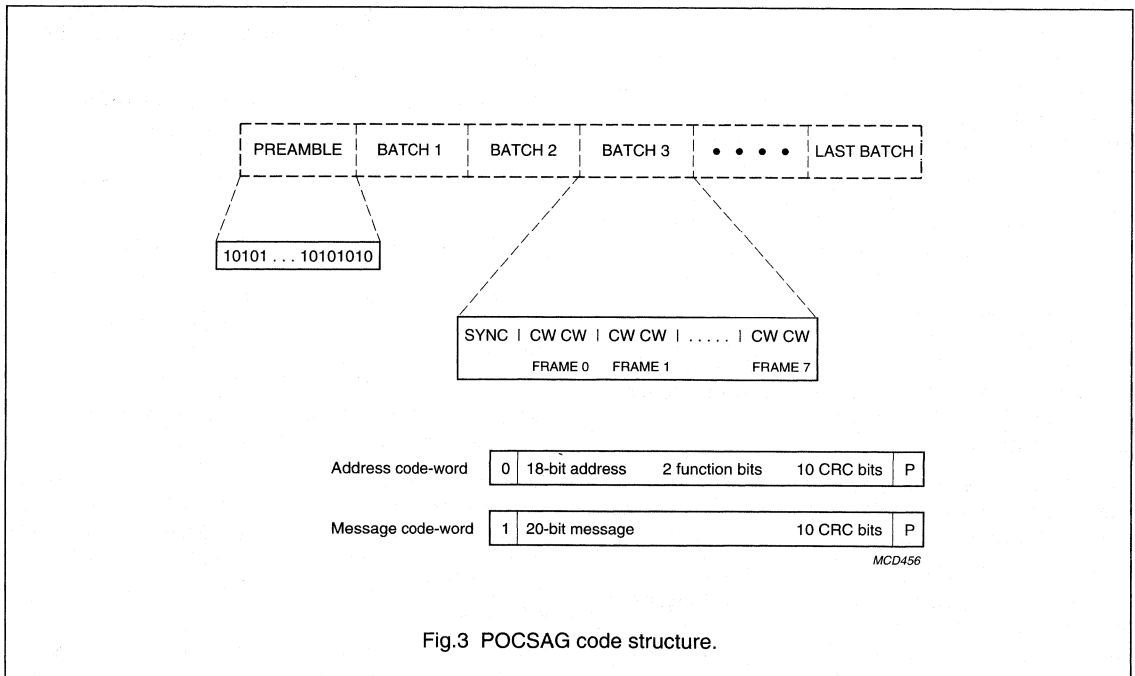 PREAMBLE BATCH 1 BATCH 2 BATCH 3 • • • • LAST BATCH
10101 . . . 10101010
SYNC | CW CW | CW CW | . . . . . | CW CW
FRAME 0 FRAME 1 FRAME 7
Address code-word 0 18-bit address 2 function bits 10 CRC bits P
Message code-word 1 20-bit message 10 CRC bits P
MCD456
Fig.3 POCSAG code structure.